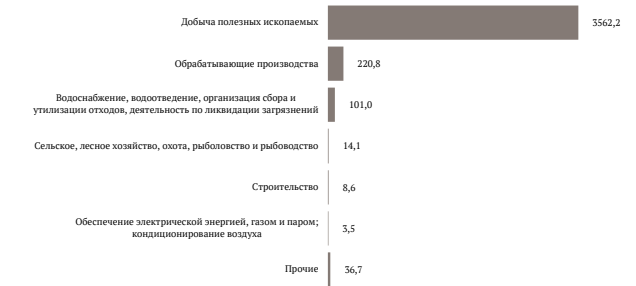 Добыча полезных ископаемых 3562,2
Обрабатывающие производства 220,8
Водоснабжение, водоотведение, организация сбора и
утилизации отходов, деятельность по ликвидации загрязнений 101,0
Сельское, лесное хозяйство, охота, рыболовство и рыбоводство 14,1
Строительство 8,6
Обеспечение электрической энергией, газом и паром;
кондиционирование воздуха 3,5
Прочие 36,7